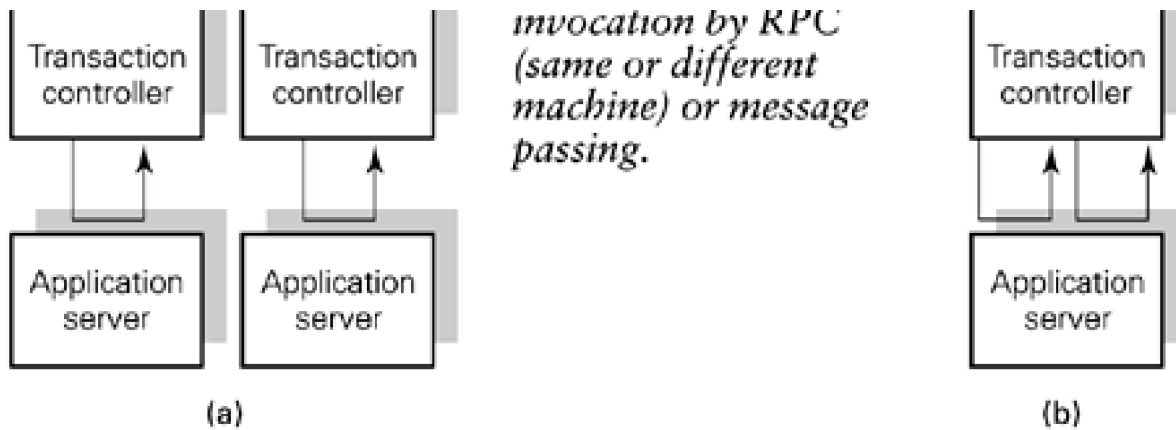 Transaction
controller
Transaction
controller
invocation by RPC
(same or different
machine) or message
passing.
Transaction
controller
Application
server
Application
server
Application
server
(a)
(b)